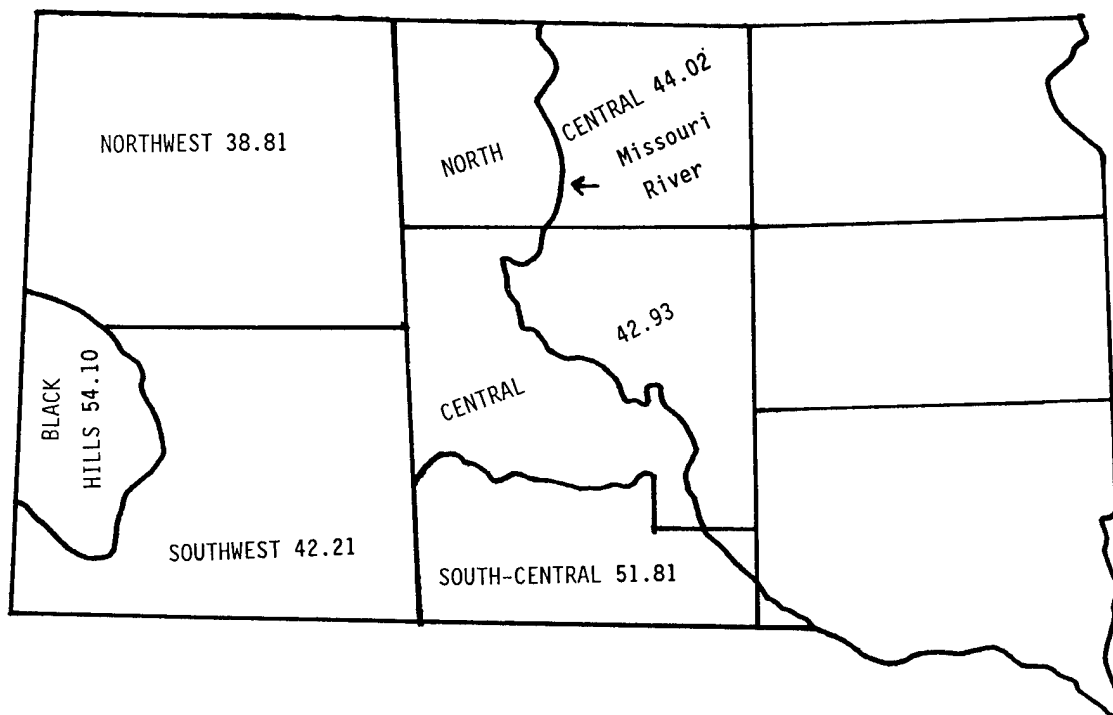 NORTHWEST 38.81
NORTH CENTRAL 44.02
← Missouri
River
42.93
CENTRAL
BLACK
HILLS 54.10
SOUTHWEST 42.21
SOUTH-CENTRAL 51.81